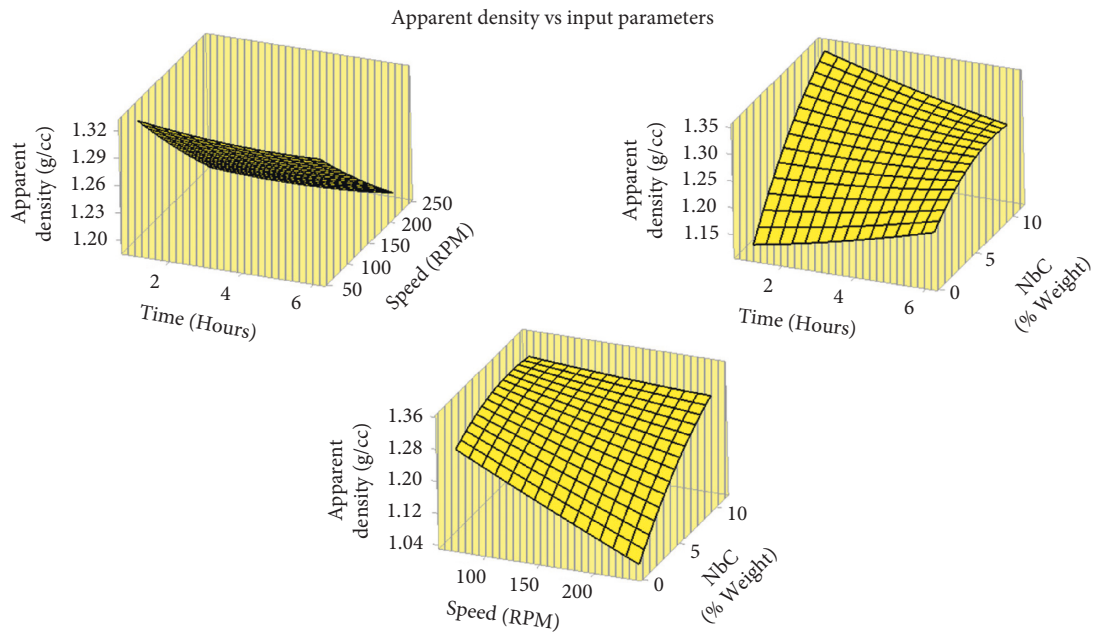 Apparent density vs input parameters
Apparent
density (g/cc)
1.32
1.29
1.26
1.23
1.20
2
4
6
Time (Hours)
50
100
150
200
250
Speed (RPM)
Apparent
density (g/cc)
1.35
1.30
1.25
1.20
1.15
2
4
6
Time (Hours)
0
5
10
NbC
(% Weight)
Apparent
density (g/cc)
1.36
1.28
1.20
1.12
1.04
100
150
200
Speed (RPM)
0
5
10
NbC
(% Weight)